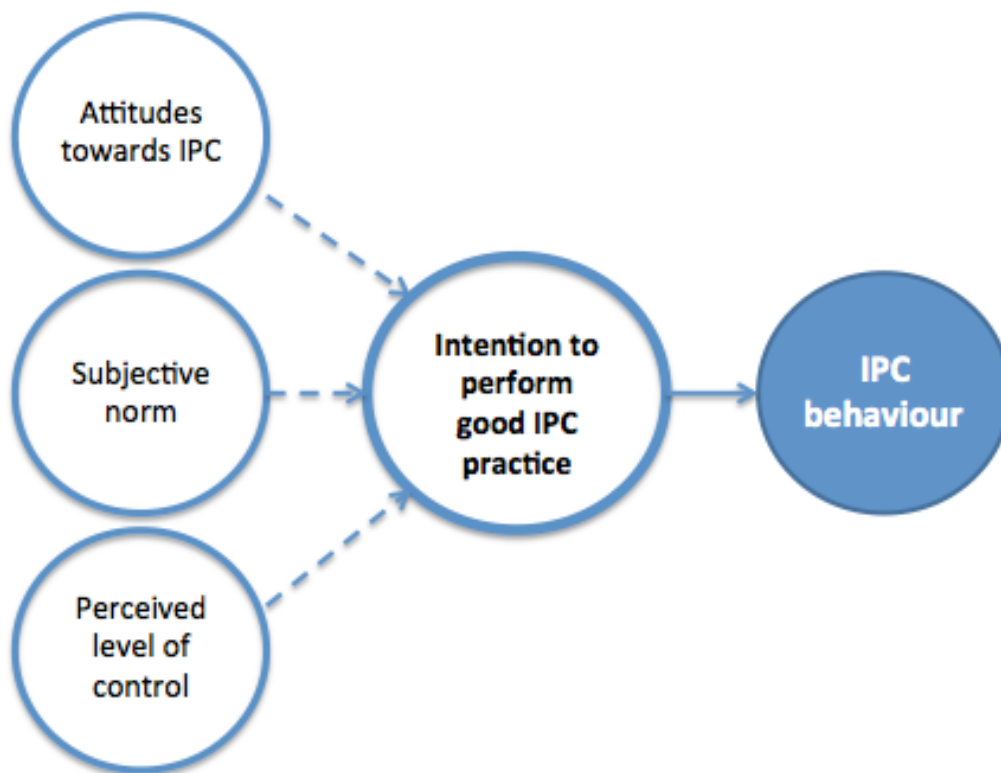 Attitudes
towards IPC
Subjective
norm
Perceived
level of
control
Intention to
perform
good IPC
practice
IPC
behaviour